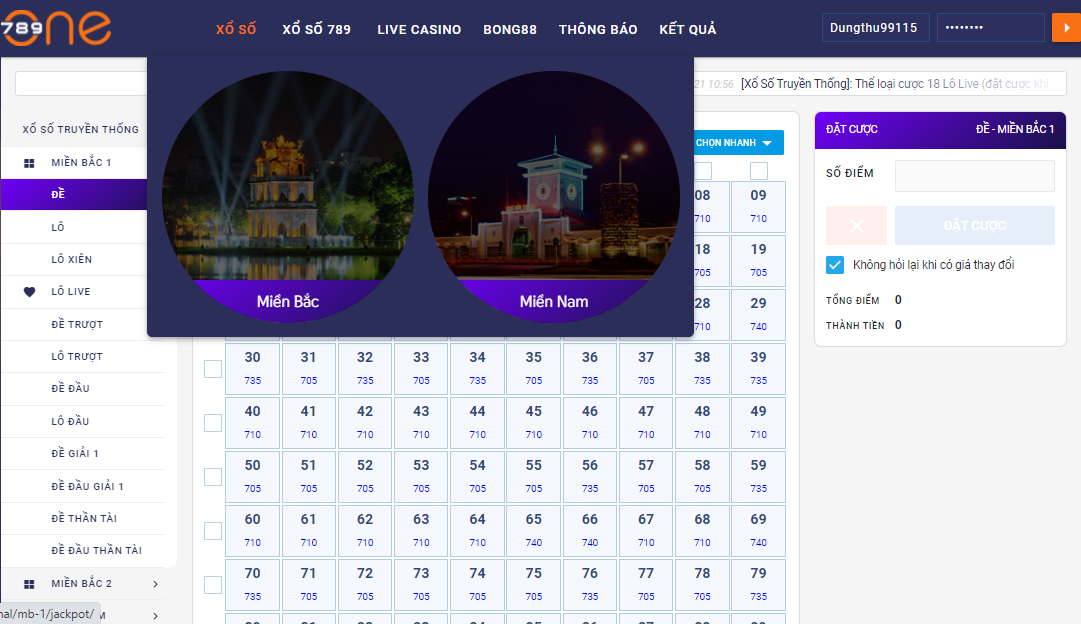 789 one
XỔ SỐ XỔ SỐ 789 LIVE CASINO BONG88 THÔNG BÁO KẾT QUẢ Dungthu99115 ••••••••
21 10:56 [Xổ Số Truyền Thống]: Thể loại cược 18 Lô Live (đặt cược khi
XỔ SỐ TRUYỀN THỐNG
MIỀN BẮC 1
ĐỀ
LÔ
LÔ XIÊN
LÔ LIVE
ĐỀ TRƯỢT
LÔ TRƯỢT
ĐỀ ĐẦU
LÔ ĐẦU
ĐỀ GIẢI 1
ĐỀ ĐẦU GIẢI 1
ĐỀ THẦN TÀI
ĐỀ ĐẦU THẦN TÀI
MIỀN BẮC 2
M
nal/mb-1/jackpot/
Miền Bắc Miền Nam
CHỌN NHANH
08 09
710 710
18 19
705 705
28 29
710 740
30 31 32 33 34 35 36 37 38 39
735 705 735 705 735 705 735 705 735 735
40 41 42 43 44 45 46 47 48 49
710 710 710 710 710 710 710 710 710 710
50 51 52 53 54 55 56 57 58 59
705 705 705 705 705 705 735 705 705 735
60 61 62 63 64 65 66 67 68 69
710 710 710 710 710 740 740 710 710 740
70 71 72 73 74 75 76 77 78 79
735 705 705 705 705 705 735 705 705 735
ĐẶT CƯỢC ĐỀ - MIỀN BẮC 1
SỐ ĐIỂM
ĐẶT CƯỢC
Không hỏi lại khi có giá thay đổi
TỔNG ĐIỂM 0
THÀNH TIỀN 0